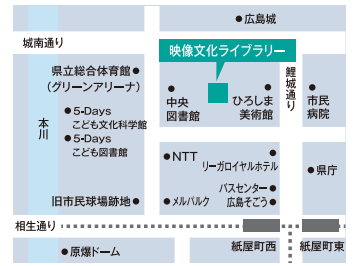 広島城
城南通り
映像文化ライブラリー
県立総合体育館
(グリーンアリーナ)
5-Days
こども文化科学館
5-Days
こども図書館
旧市民球場跡地
本川
中央
図書館
ひろしま
美術館
鯉城通り
市民
病院
NTT
リーガロイヤルホテル
バスセンター
メルパルク
広島そごう
県庁
相生通り
原爆ドーム
紙屋町西
紙屋町東